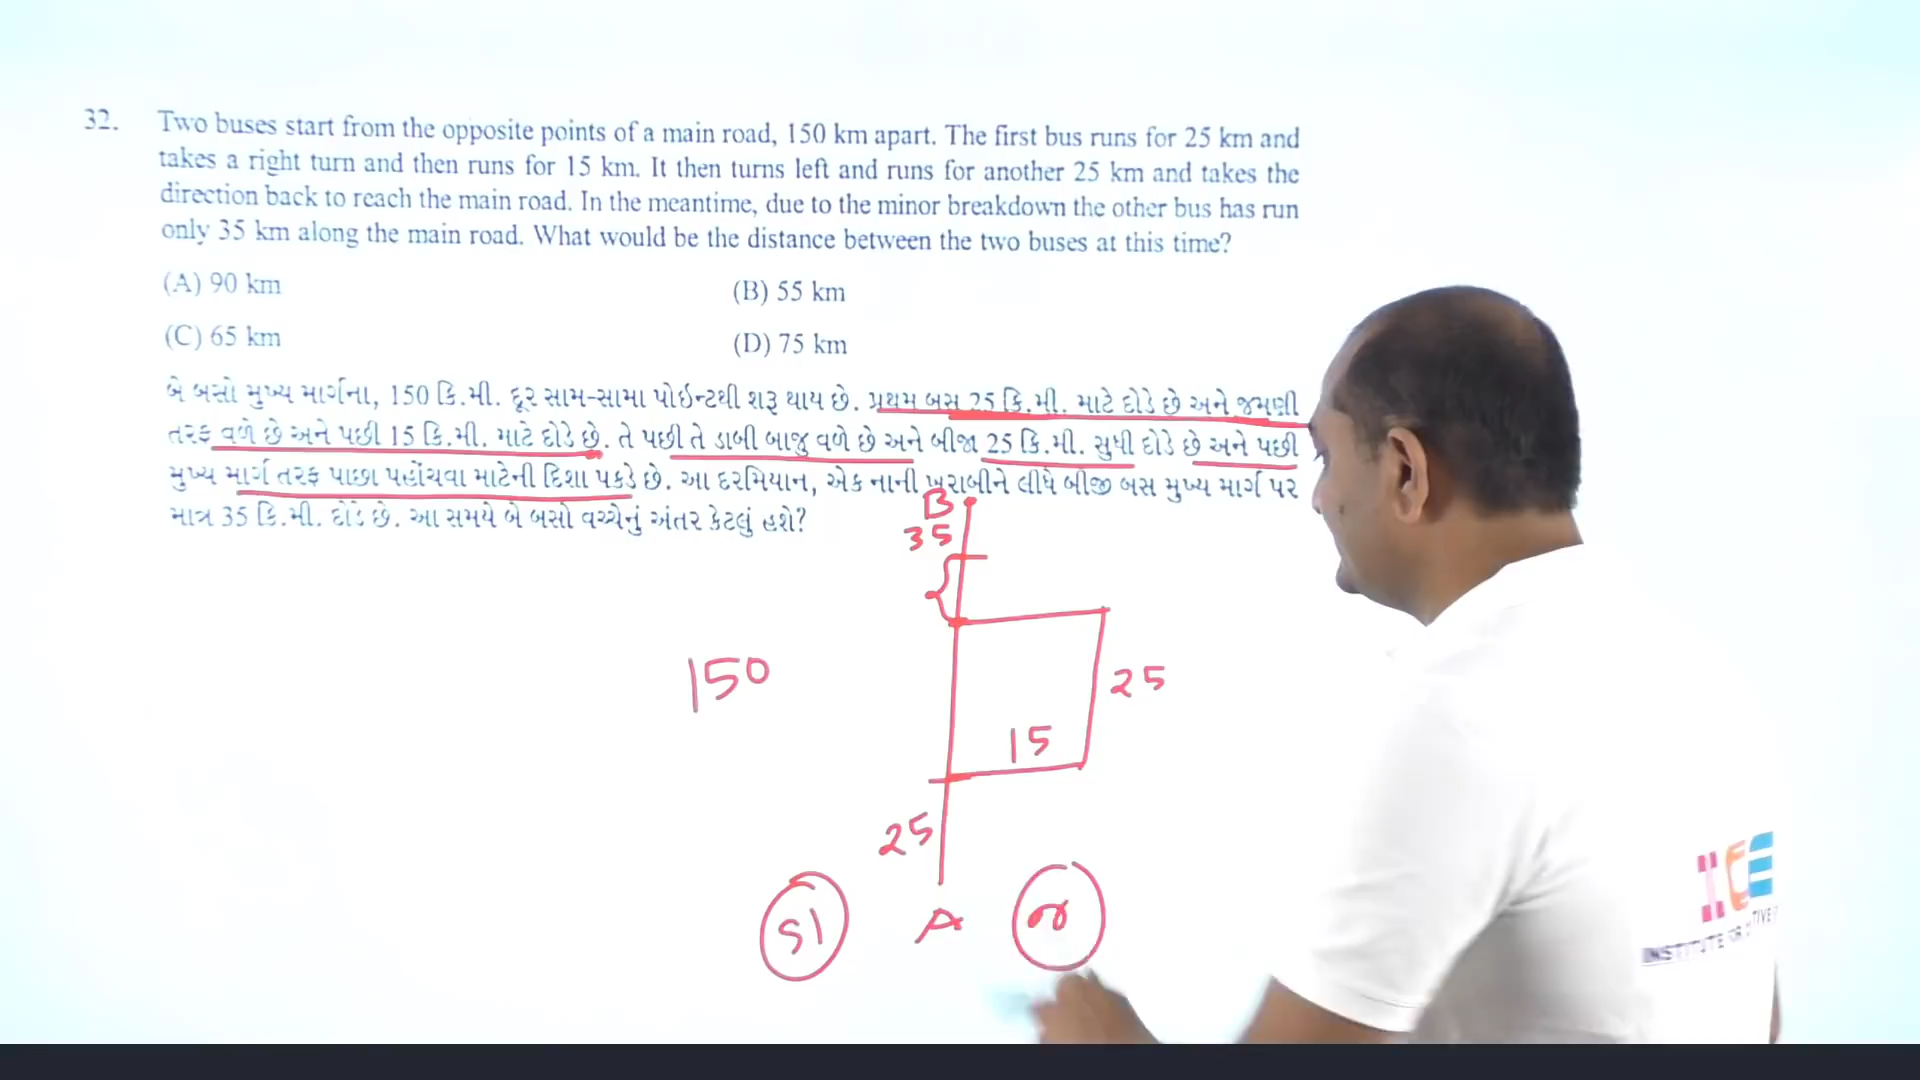 32. Two buses start from the opposite points of a main road, 150 km apart. The first bus runs for 25 km and
takes a right turn and then runs for 15 km. It then turns left and runs for another 25 km and takes the
direction back to reach the main road. In the meantime, due to the minor breakdown the other bus has run
only 35 km along the main road. What would be the distance between the two buses at this time?
(A) 90 km (B) 55 km
(C) 65 km (D) 75 km
બે બસો મુખ્ય માર્ગના, 150 કિ.મી. દૂર સામ-સામા પોઇન્ટથી શરૂ થાય છે. પ્રથમ બસ 25 કિ.મી. માટે દોડે છે અને જમણી
તરફ વળે છે અને પછી 15 કિ.મી. માટે દોડે છે. તે પછી તે ડાબી બાજુ વળે છે અને બીજા 25 કિ.મી. સુધી દોડે છે અને પછી
મુખ્ય માર્ગ તરફ પાછા પહોંચવા માટેની દિશા પકડે છે. આ દરમિયાન, એક નાની ખરાબીને લીધે બીજી બસ મુખ્ય માર્ગ પર
માત્ર 35 કિ.મી. દોડે છે. આ સમયે બે બસો વચ્ચેનું અંતર કેટલું હશે?
B
35
150
25
15
25
ડા A જ
ICE
INSTITUTE FOR